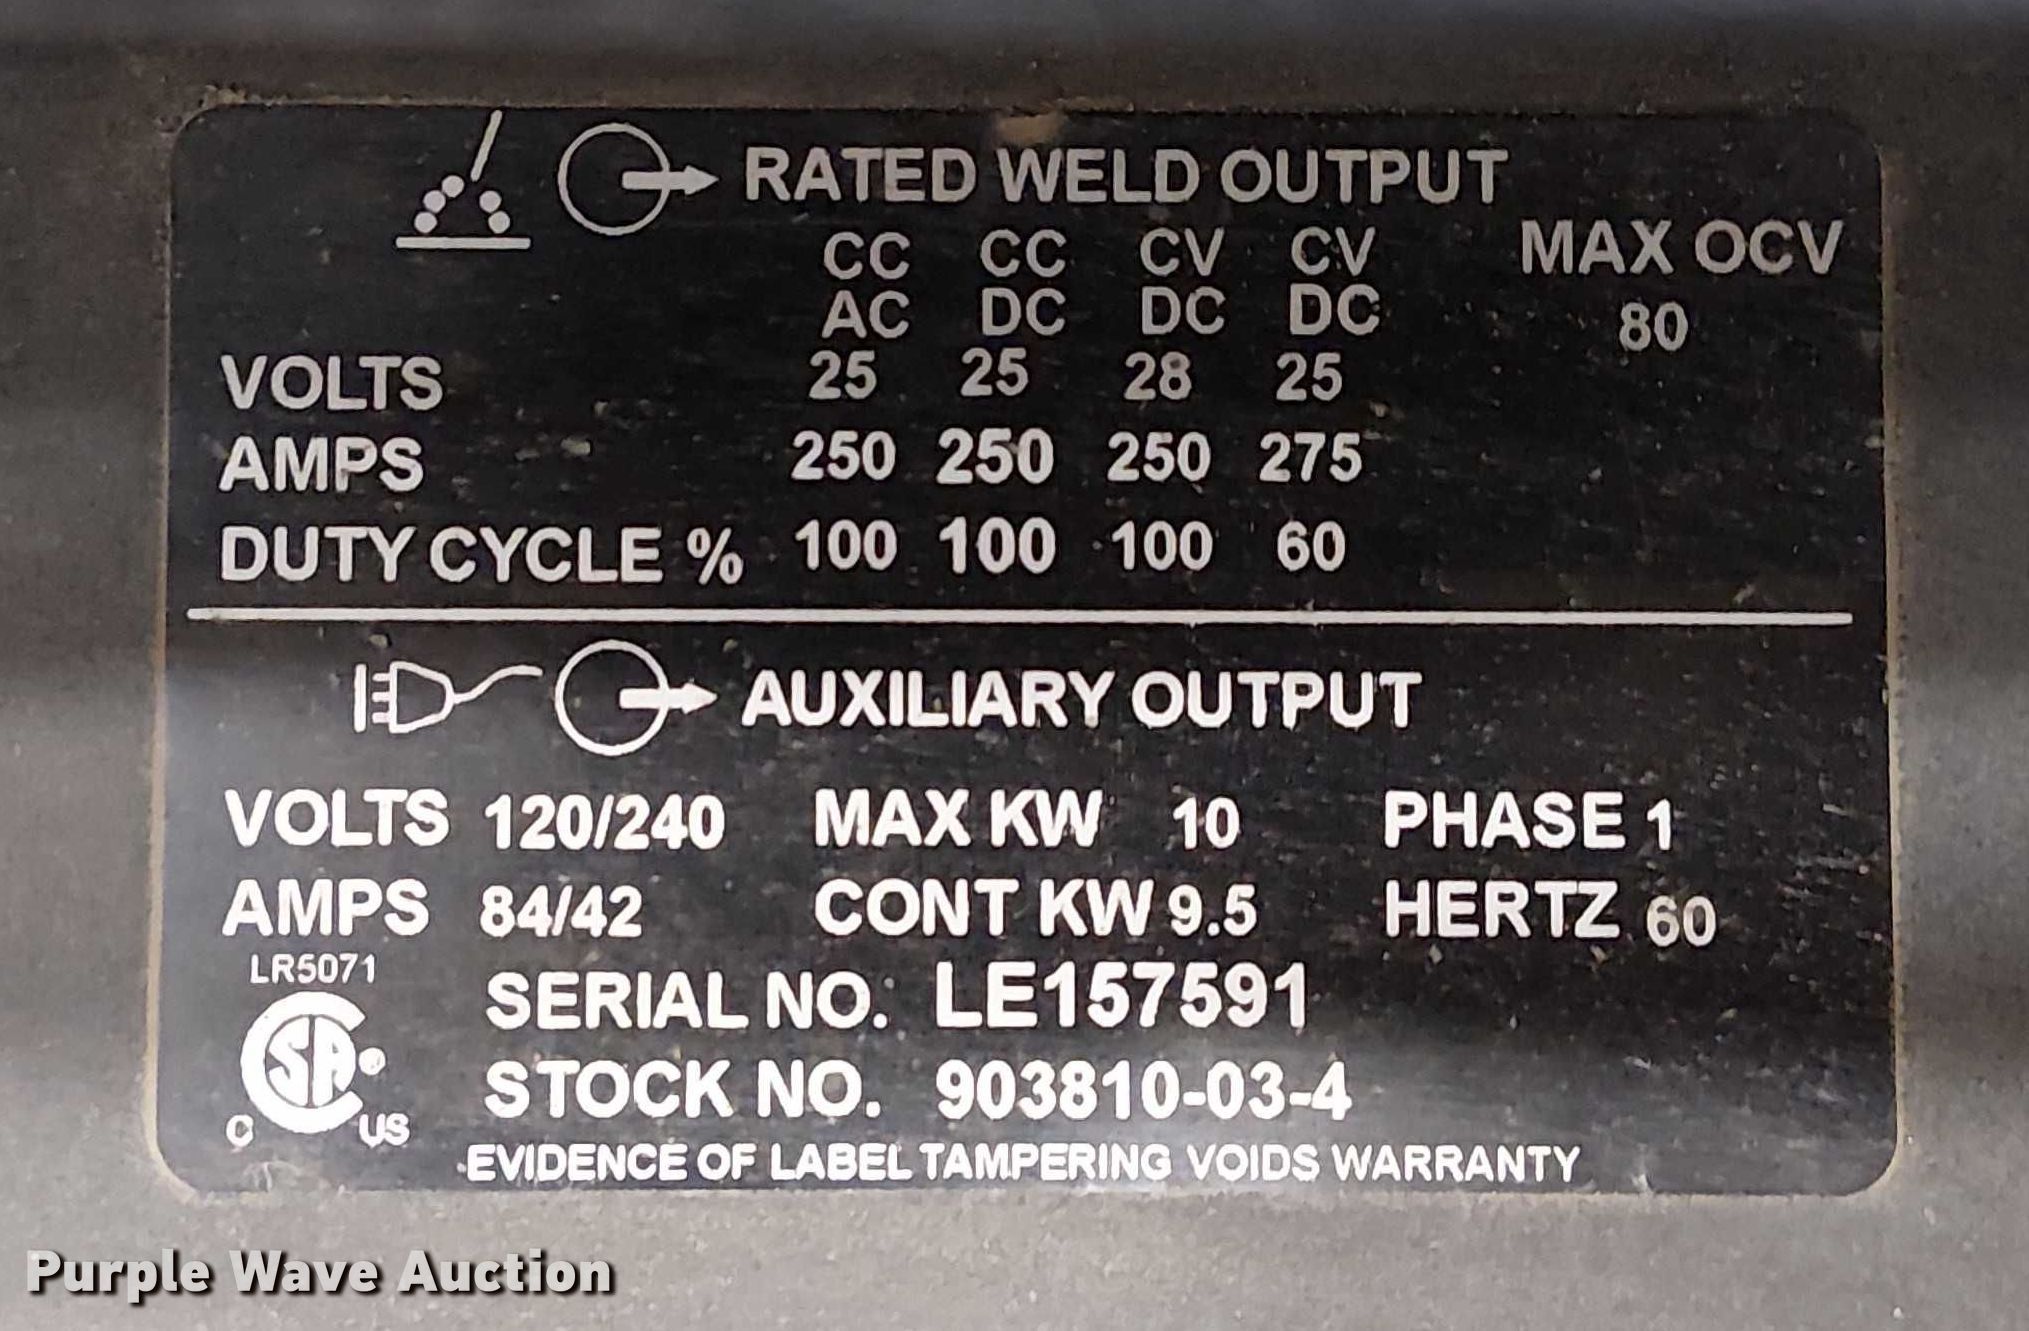 RATED WELD OUTPUT
CC CC CV CV MAX OCV
AC DC DC DC 80
VOLTS 25 25 28 25
AMPS 250 250 250 275
DUTY CYCLE % 100 100 100 60
AUXILIARY OUTPUT
VOLTS 120/240 MAX KW 10 PHASE 1
AMPS 84/42 CONT KW 9.5 HERTZ 60
LR5071
SERIAL NO. LE157591
CSA ®
C US
STOCK NO. 903810-03-4
EVIDENCE OF LABEL TAMPERING VOIDS WARRANTY
Purple Wave Auction